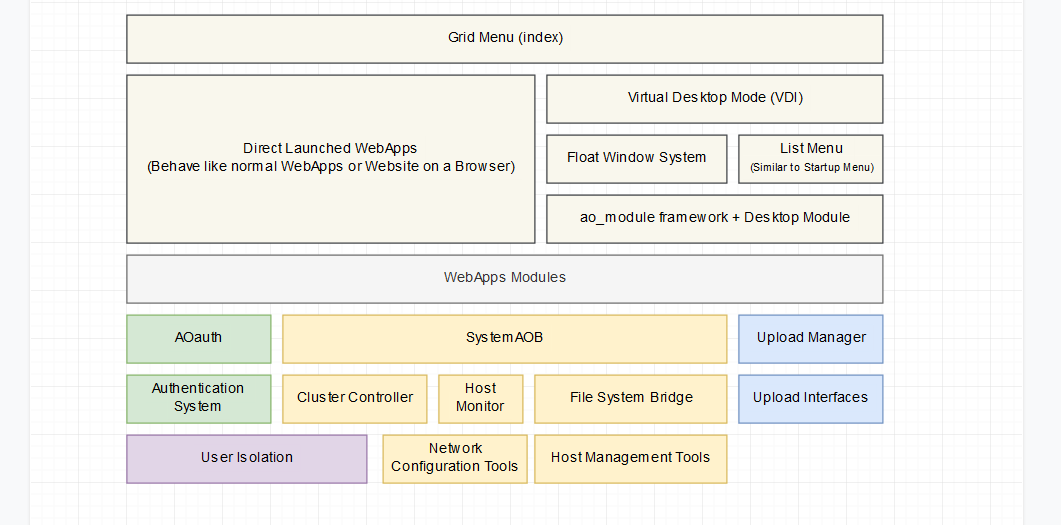 Grid Menu (index)
Direct Launched WebApps
(Behave like normal WebApps or Website on a Browser)
Virtual Desktop Mode (VDI)
Float Window System
List Menu
(Similar to Startup Menu)
ao_module framework + Desktop Module
WebApps Modules
AOauth
SystemAOB
Upload Manager
Authentication
System
Cluster Controller
Host
Monitor
File System Bridge
Upload Interfaces
User Isolation
Network
Configuration Tools
Host Management Tools